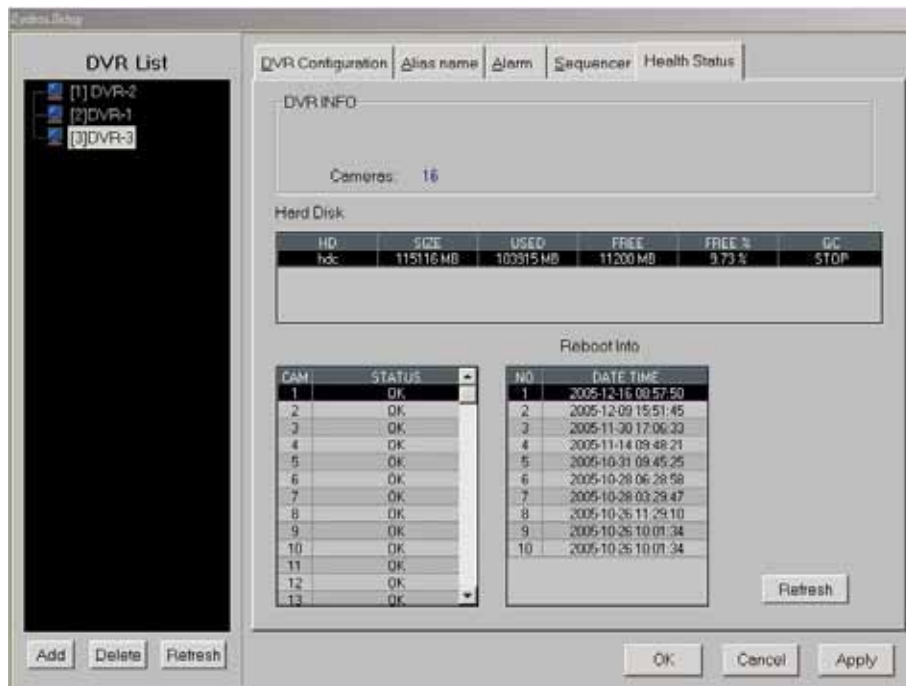 DVR List
[1] DVR-2
[2]DVR-1
[3]DVR-3
Add Delete Refresh
DVR Configuration Alias name Alarm Sequencer Health Status
DVR INFO
Cameras: 16
Hard Disk
HD SIZE USED FREE FREE % GC
hdc 115116 MB 103915 MB 11200 MB 9.73 % STOP
CAM STATUS
1 OK
2 OK
3 OK
4 OK
5 OK
6 OK
7 OK
8 OK
9 OK
10 OK
11 OK
12 OK
13 OK
Reboot Info
NO DATE TIME
1 2005-12-16 08:57:50
2 2005-12-09 15:51:45
3 2005-11-30 17:06:33
4 2005-11-14 09:48:21
5 2005-10-31 09:45:25
6 2005-10-28 06:28:58
7 2005-10-28 03:29:47
8 2005-10-26 11:29:10
9 2005-10-26 10:01:34
10 2005-10-26 10:01:34
Refresh
OK Cancel Apply